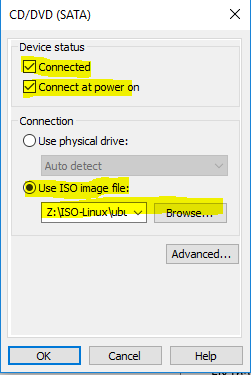 CD/DVD (SATA)
Device status
Connected
Connect at power on
Connection
Use physical drive:
Auto detect
Use ISO image file:
Z:\ISO-Linux\ubu
Browse...
Advanced...
OK Cancel Help